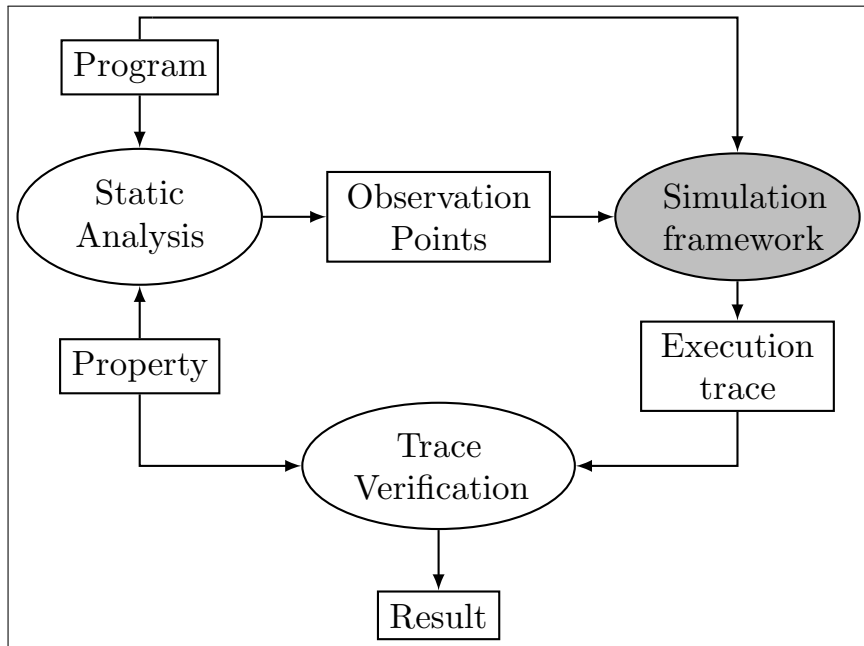 Program
Static
Analysis
Observation
Points
Simulation
framework
Property
Execution
trace
Trace
Verification
Result